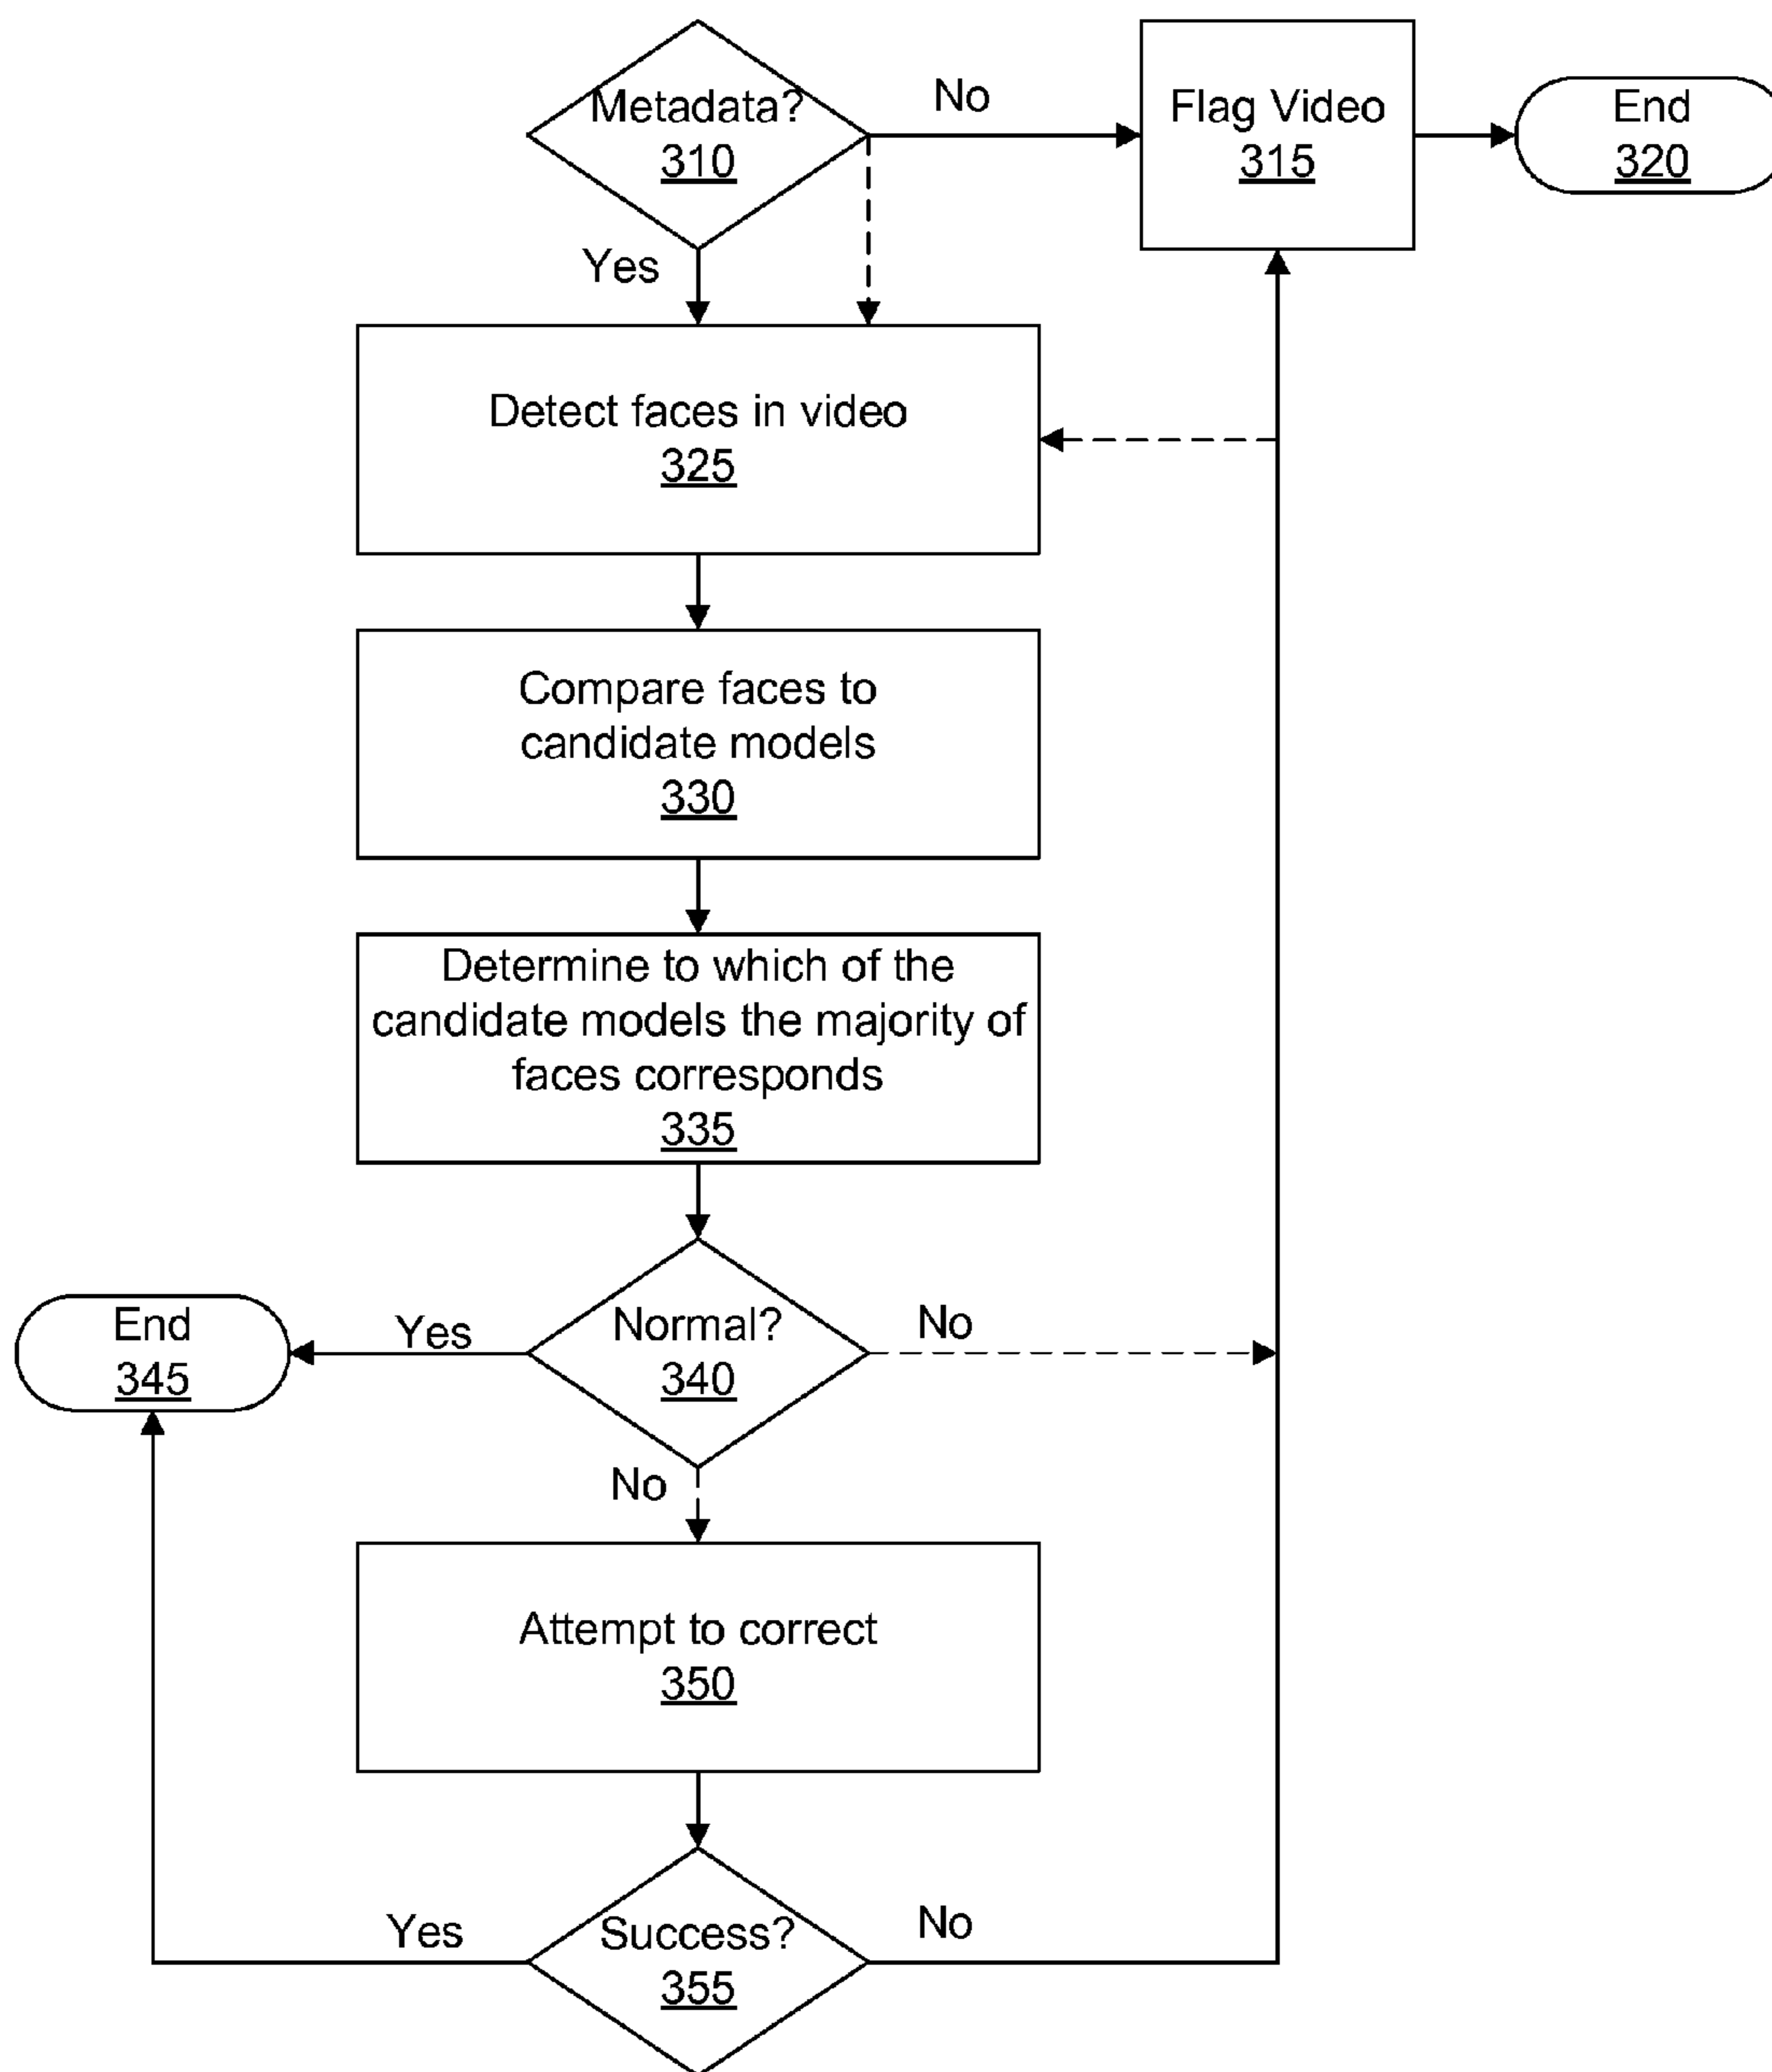 Metadata?
310
No
Flag Video
315
End
320
Yes
Detect faces in video
325
Compare faces to
candidate models
330
Determine to which of the
candidate models the majority of
faces corresponds
335
End
345
Yes
Normal?
340
No
No
Attempt to correct
350
Yes
Success?
355
No